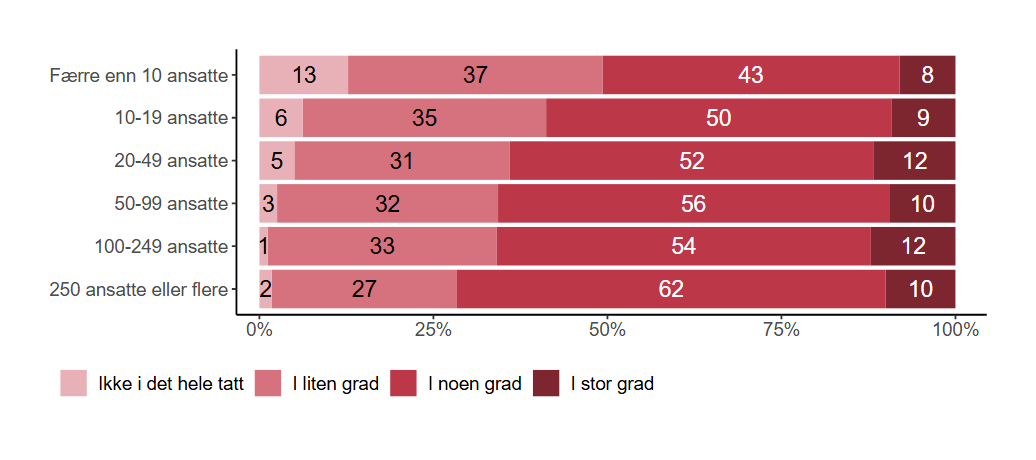 Færre enn 10 ansatte 13 37 43 8
10-19 ansatte 6 35 50 9
20-49 ansatte 5 31 52 12
50-99 ansatte 3 32 56 10
100-249 ansatte 1 33 54 12
250 ansatte eller flere 2 27 62 10
0% 25% 50% 75% 100%
Ikke i det hele tatt I liten grad I noen grad I stor grad